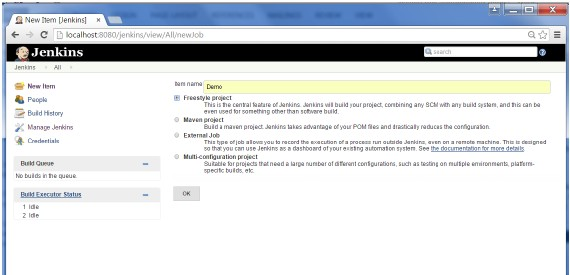 New Item [Jenkins]
localhost:8080/jenkins/view/All/newJob
Jenkins
search
Jenkins
All
New Item
People
Build History
Manage Jenkins
Credentials
Build Queue
No builds in the queue.
Build Executor Status
1 Idle
2 Idle
Item name
Demo
Freestyle project
This is the central feature of Jenkins. Jenkins will build your project, combining any SCM with any build system, and this can be
even used for something other than software build.
Maven project
Build a maven project. Jenkins takes advantage of your POM files and drastically reduces the configuration.
External Job
This type of job allows you to record the execution of a process run outside Jenkins, even on a remote machine. This is designed
so that you can use Jenkins as a dashboard of your existing automation system. See the documentation for more details.
Multi-configuration project
Suitable for projects that need a large number of different configurations, such as testing on multiple environments, platform-
specific builds, etc.
OK